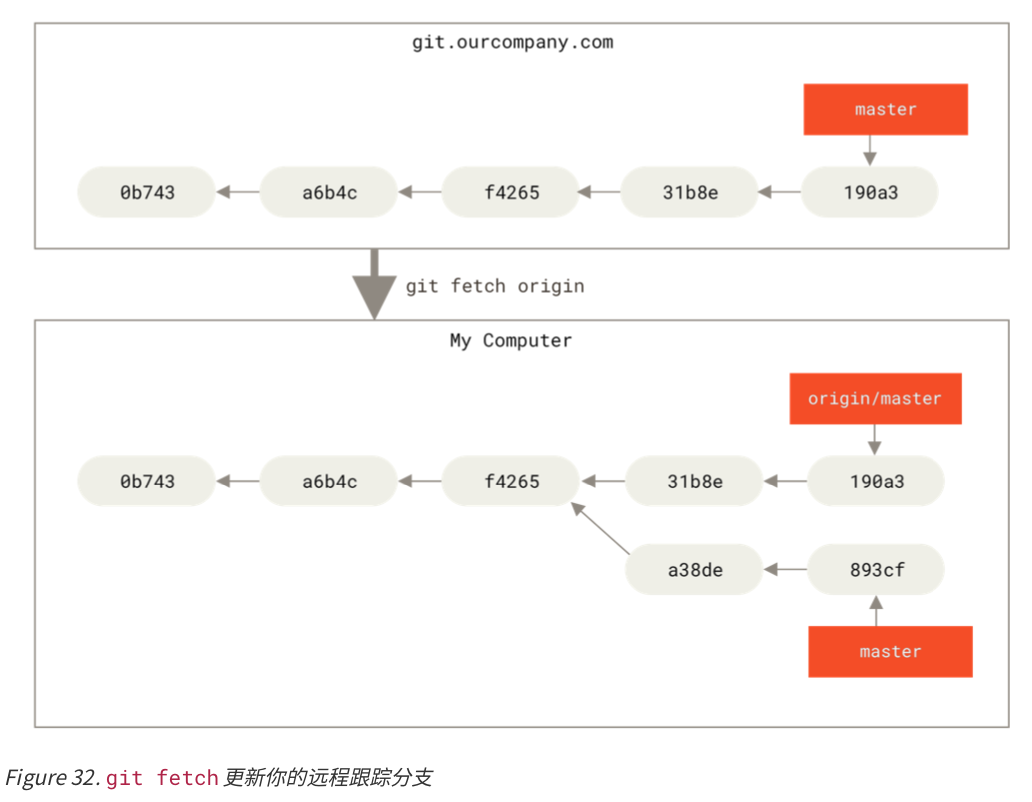 git.ourcompany.com
master
0b743 a6b4c f4265 31b8e 190a3
git fetch origin
My Computer
origin/master
0b743 a6b4c f4265 31b8e 190a3
a38de 893cf
master
Figure 32. git fetch 更新你的远程跟踪分支